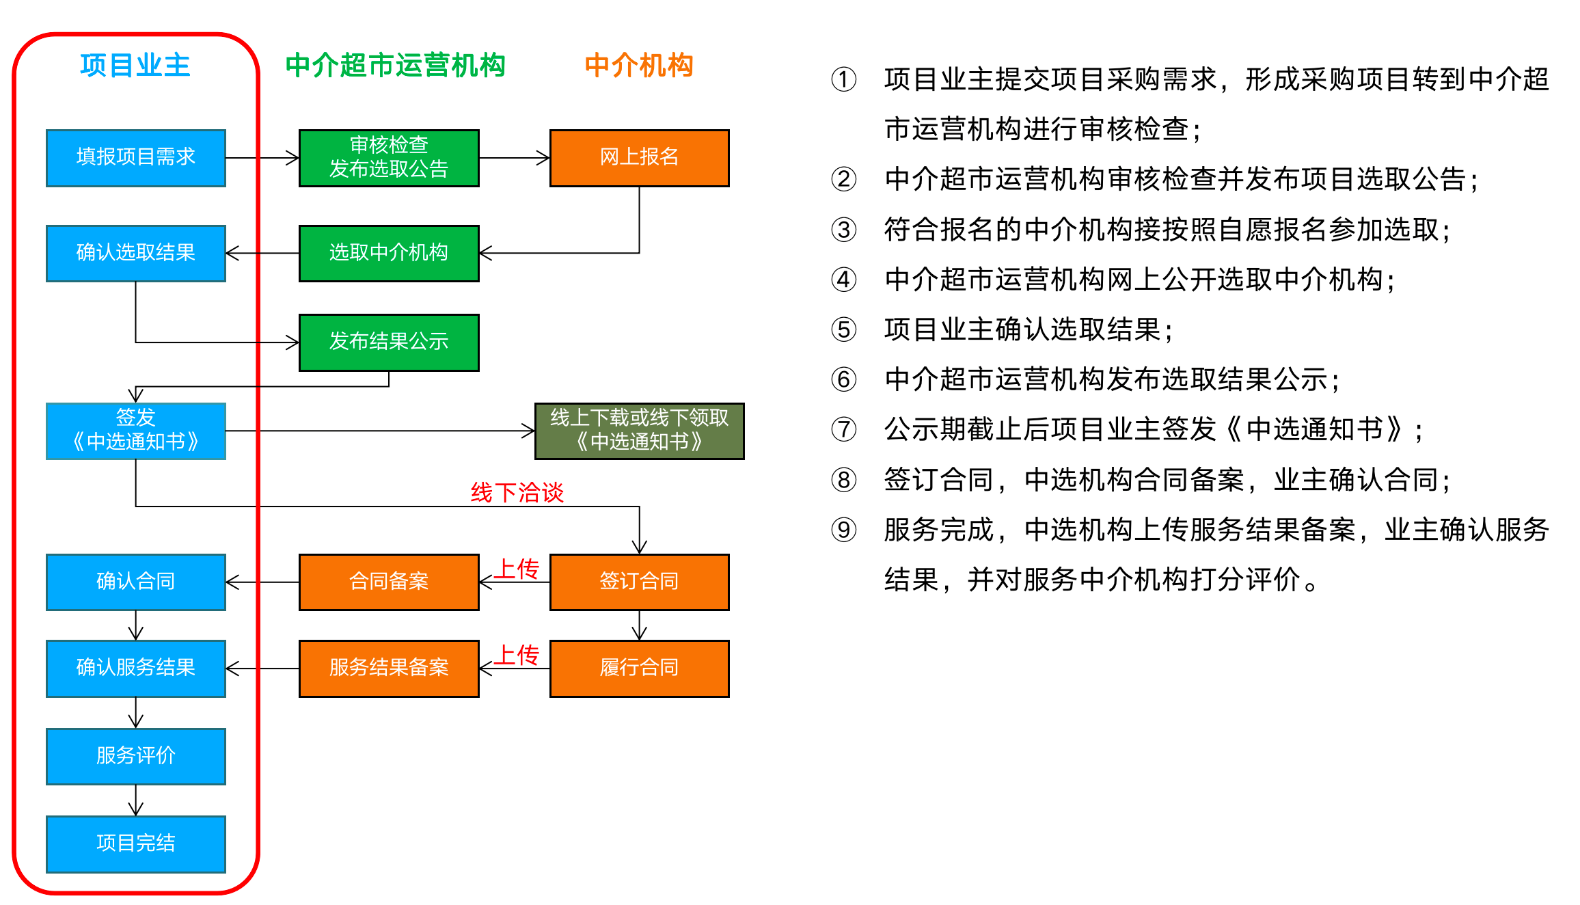 项目业主
中介超市运营机构
中介机构
填报项目需求
审核检查
发布选取公告
网上报名
确认选取结果
选取中介机构
发布结果公示
签发
《中选通知书》
线上下载或线下领取
《中选通知书》
线下洽谈
确认合同
合同备案
上传
签订合同
确认服务结果
服务结果备案
上传
履行合同
服务评价
项目完结
① 项目业主提交项目采购需求，形成采购项目转到中介超
市运营机构进行审核检查；
② 中介超市运营机构审核检查并发布项目选取公告；
③ 符合报名的中介机构接按照自愿报名参加选取；
④ 中介超市运营机构网上公开选取中介机构；
⑤ 项目业主确认选取结果；
⑥ 中介超市运营机构发布选取结果公示；
⑦ 公示期截止后项目业主签发《中选通知书》；
⑧ 签订合同，中选机构合同备案，业主确认合同；
⑨ 服务完成，中选机构上传服务结果备案，业主确认服务
结果，并对服务中介机构打分评价。